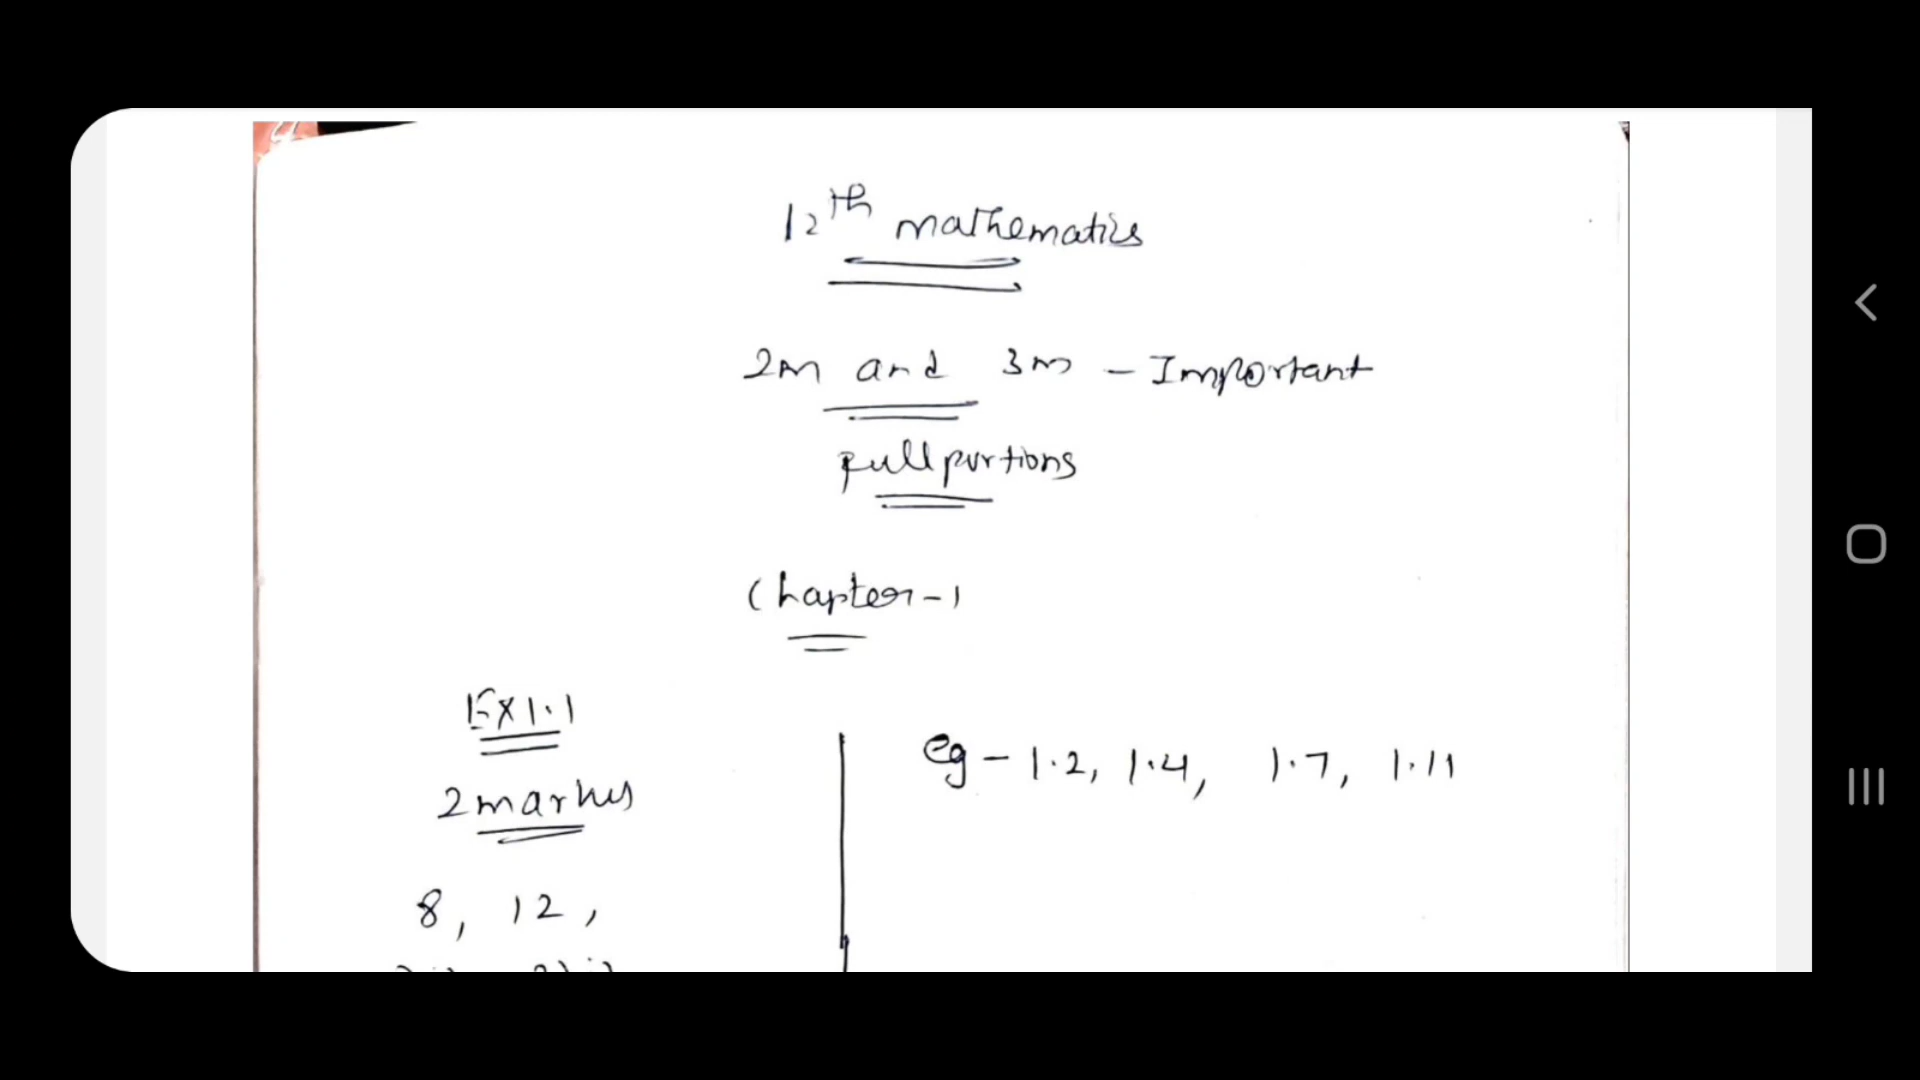 12th mathematics
2m and 3m - Important
full portions
Chapter-1
Ex 1.1
2 marks
8, 12,
eg - 1.2, 1.4, 1.7, 1.11